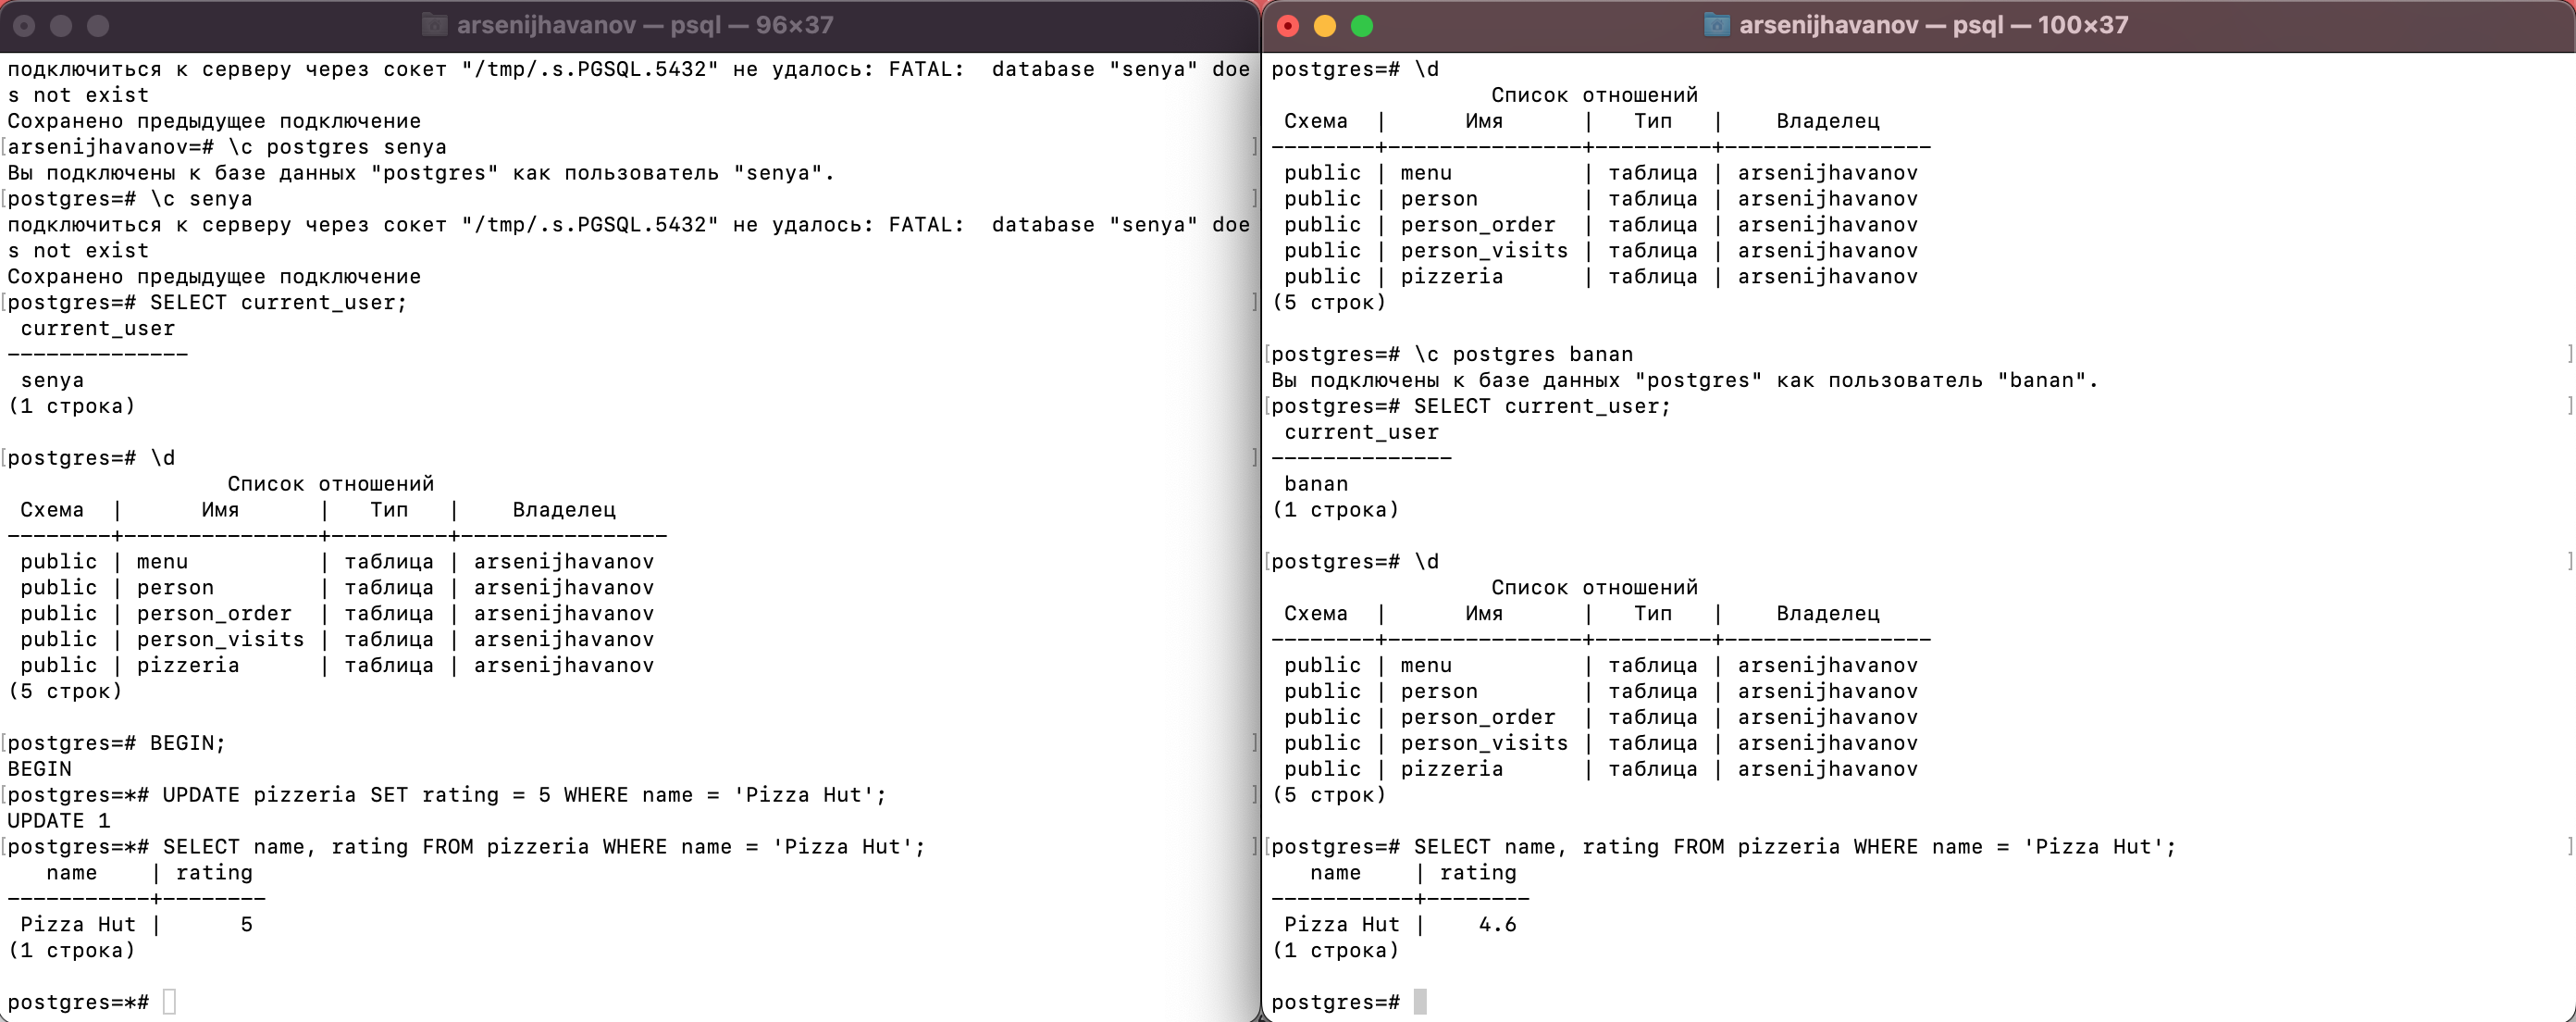 arsenijhavanov — psql — 96×37
подключиться к серверу через сокет "/tmp/.s.PGSQL.5432" не удалось: FATAL:  database "senya" doe
s not exist
Сохранено предыдущее подключение
[arsenijhavanov=# \c postgres senya ]
Вы подключены к базе данных "postgres" как пользователь "senya".
[postgres=# \c senya ]
подключиться к серверу через сокет "/tmp/.s.PGSQL.5432" не удалось: FATAL:  database "senya" doe
s not exist
Сохранено предыдущее подключение
[postgres=# SELECT current_user; ]
 current_user
--------------
 senya
(1 строка)
[postgres=# \d ]
                 Список отношений
 Схема  |      Имя      |   Тип   |    Владелец
--------+---------------+---------+----------------
 public | menu          | таблица | arsenijhavanov
 public | person        | таблица | arsenijhavanov
 public | person_order  | таблица | arsenijhavanov
 public | person_visits | таблица | arsenijhavanov
 public | pizzeria      | таблица | arsenijhavanov
(5 строк)
[postgres=# BEGIN; ]
BEGIN
[postgres=*# UPDATE pizzeria SET rating = 5 WHERE name = 'Pizza Hut'; ]
UPDATE 1
[postgres=*# SELECT name, rating FROM pizzeria WHERE name = 'Pizza Hut'; ]
   name    | rating
-----------+--------
 Pizza Hut |      5
(1 строка)
postgres=*#
arsenijhavanov — psql — 100×37
postgres=# \d
                 Список отношений
 Схема  |      Имя      |   Тип   |    Владелец
--------+---------------+---------+----------------
 public | menu          | таблица | arsenijhavanov
 public | person        | таблица | arsenijhavanov
 public | person_order  | таблица | arsenijhavanov
 public | person_visits | таблица | arsenijhavanov
 public | pizzeria      | таблица | arsenijhavanov
(5 строк)
[postgres=# \c postgres banan ]
Вы подключены к базе данных "postgres" как пользователь "banan".
[postgres=# SELECT current_user; ]
 current_user
--------------
 banan
(1 строка)
[postgres=# \d ]
                 Список отношений
 Схема  |      Имя      |   Тип   |    Владелец
--------+---------------+---------+----------------
 public | menu          | таблица | arsenijhavanov
 public | person        | таблица | arsenijhavanov
 public | person_order  | таблица | arsenijhavanov
 public | person_visits | таблица | arsenijhavanov
 public | pizzeria      | таблица | arsenijhavanov
(5 строк)
[postgres=# SELECT name, rating FROM pizzeria WHERE name = 'Pizza Hut'; ]
   name    | rating
-----------+--------
 Pizza Hut |    4.6
(1 строка)
postgres=#